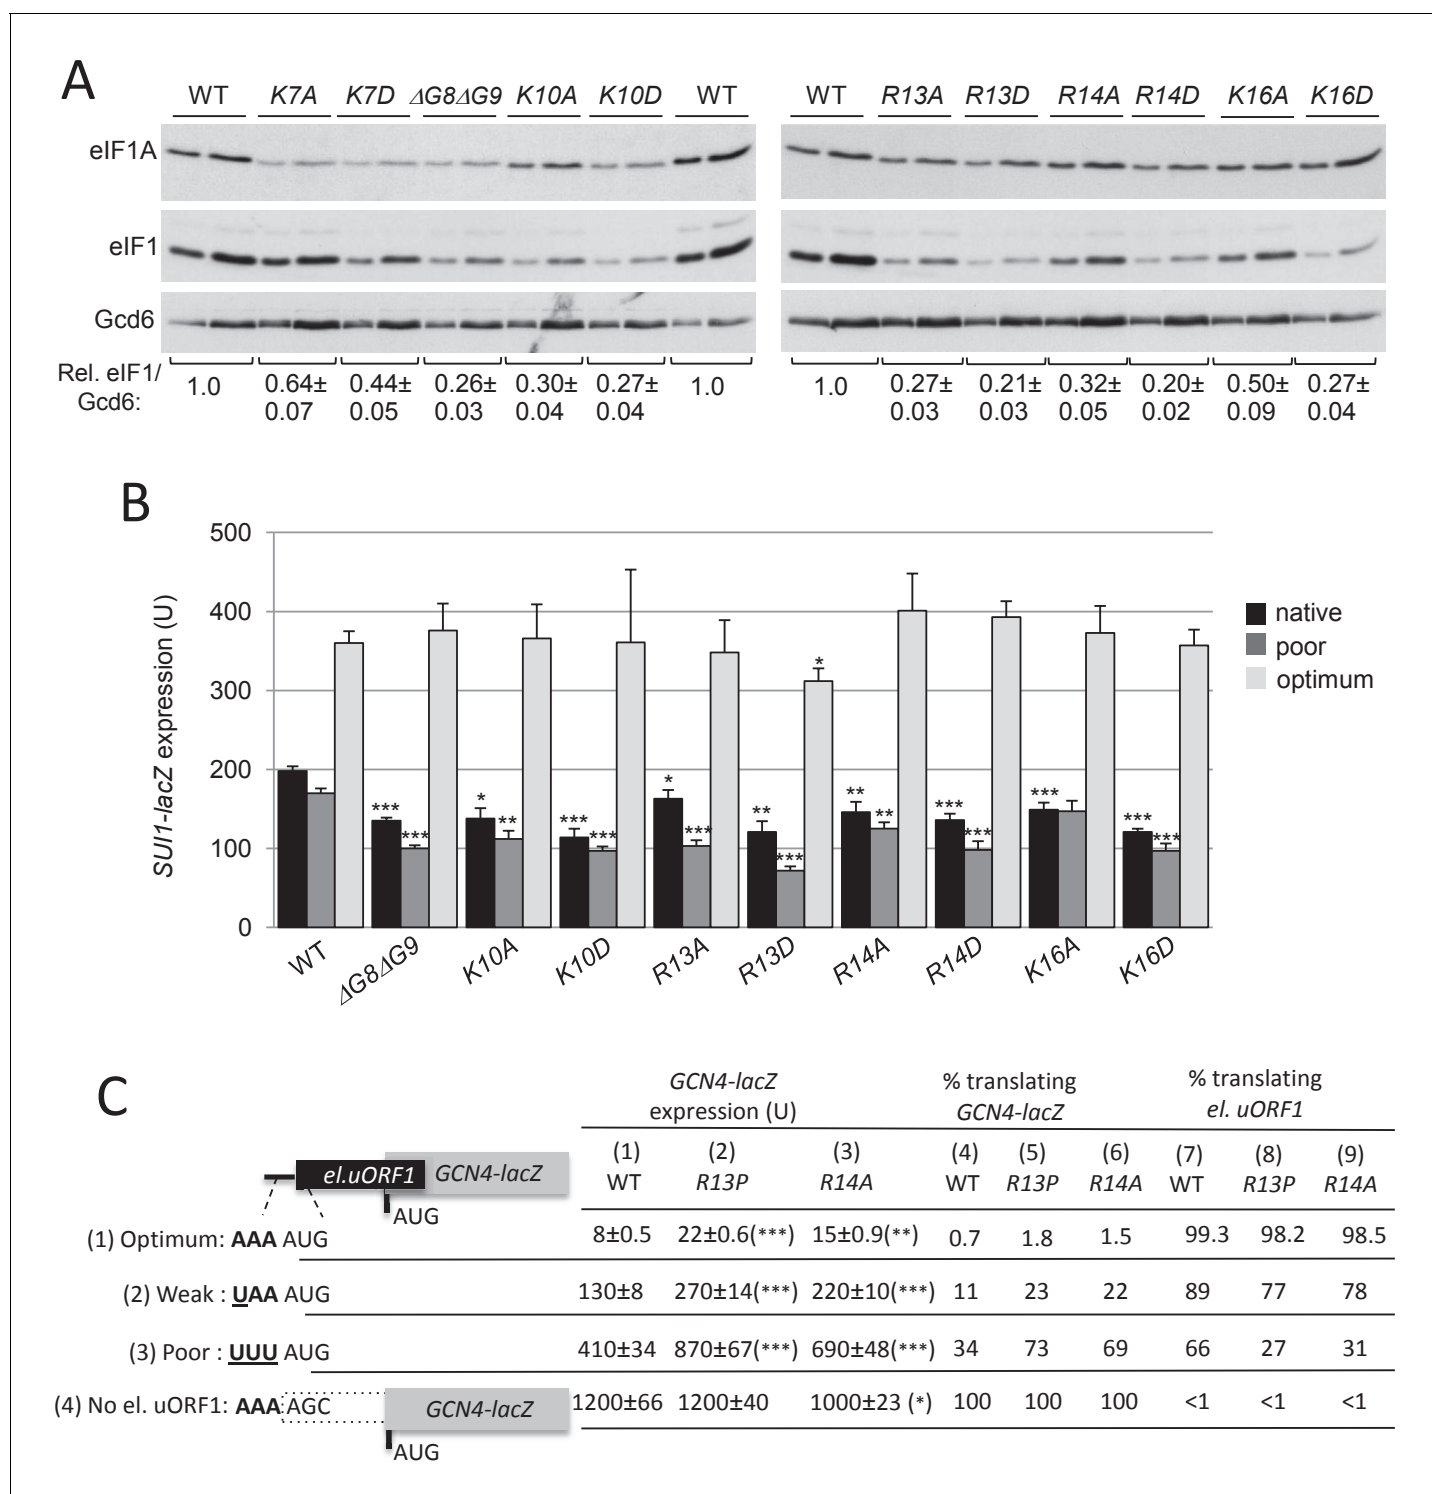 A
WT K7A K7D ΔG8ΔG9 K10A K10D WT WT R13A R13D R14A R14D K16A K16D
eIF1A
eIF1
Gcd6
Rel. eIF1/
Gcd6:
1.0 0.64± 0.44± 0.26± 0.30± 0.27± 1.0 1.0 0.27± 0.21± 0.32± 0.20± 0.50± 0.27±
0.07 0.05 0.03 0.04 0.04 0.03 0.03 0.05 0.02 0.09 0.04
B
SUI1-lacZ expression (U)
500
400
300
200
100
0
*** *** * ** *** *** * *** ** *** * ** ** *** *** *** *** ***
native
poor
optimum
WT ΔG8ΔG9 K10A K10D R13A R13D R14A R14D K16A K16D
C
GCN4-lacZ % translating % translating
expression (U) GCN4-lacZ el. uORF1
(1) (2) (3) (4) (5) (6) (7) (8) (9)
WT R13P R14A WT R13P R14A WT R13P R14A
el.uORF1 GCN4-lacZ
AUG
(1) Optimum: AAA AUG 8±0.5 22±0.6(***) 15±0.9(**) 0.7 1.8 1.5 99.3 98.2 98.5
(2) Weak : UAA AUG 130±8 270±14(***) 220±10(***) 11 23 22 89 77 78
(3) Poor : UUU AUG 410±34 870±67(***) 690±48(***) 34 73 69 66 27 31
(4) No el. uORF1: AAA AGC GCN4-lacZ 1200±66 1200±40 1000±23 (*) 100 100 100 <1 <1 <1
AUG